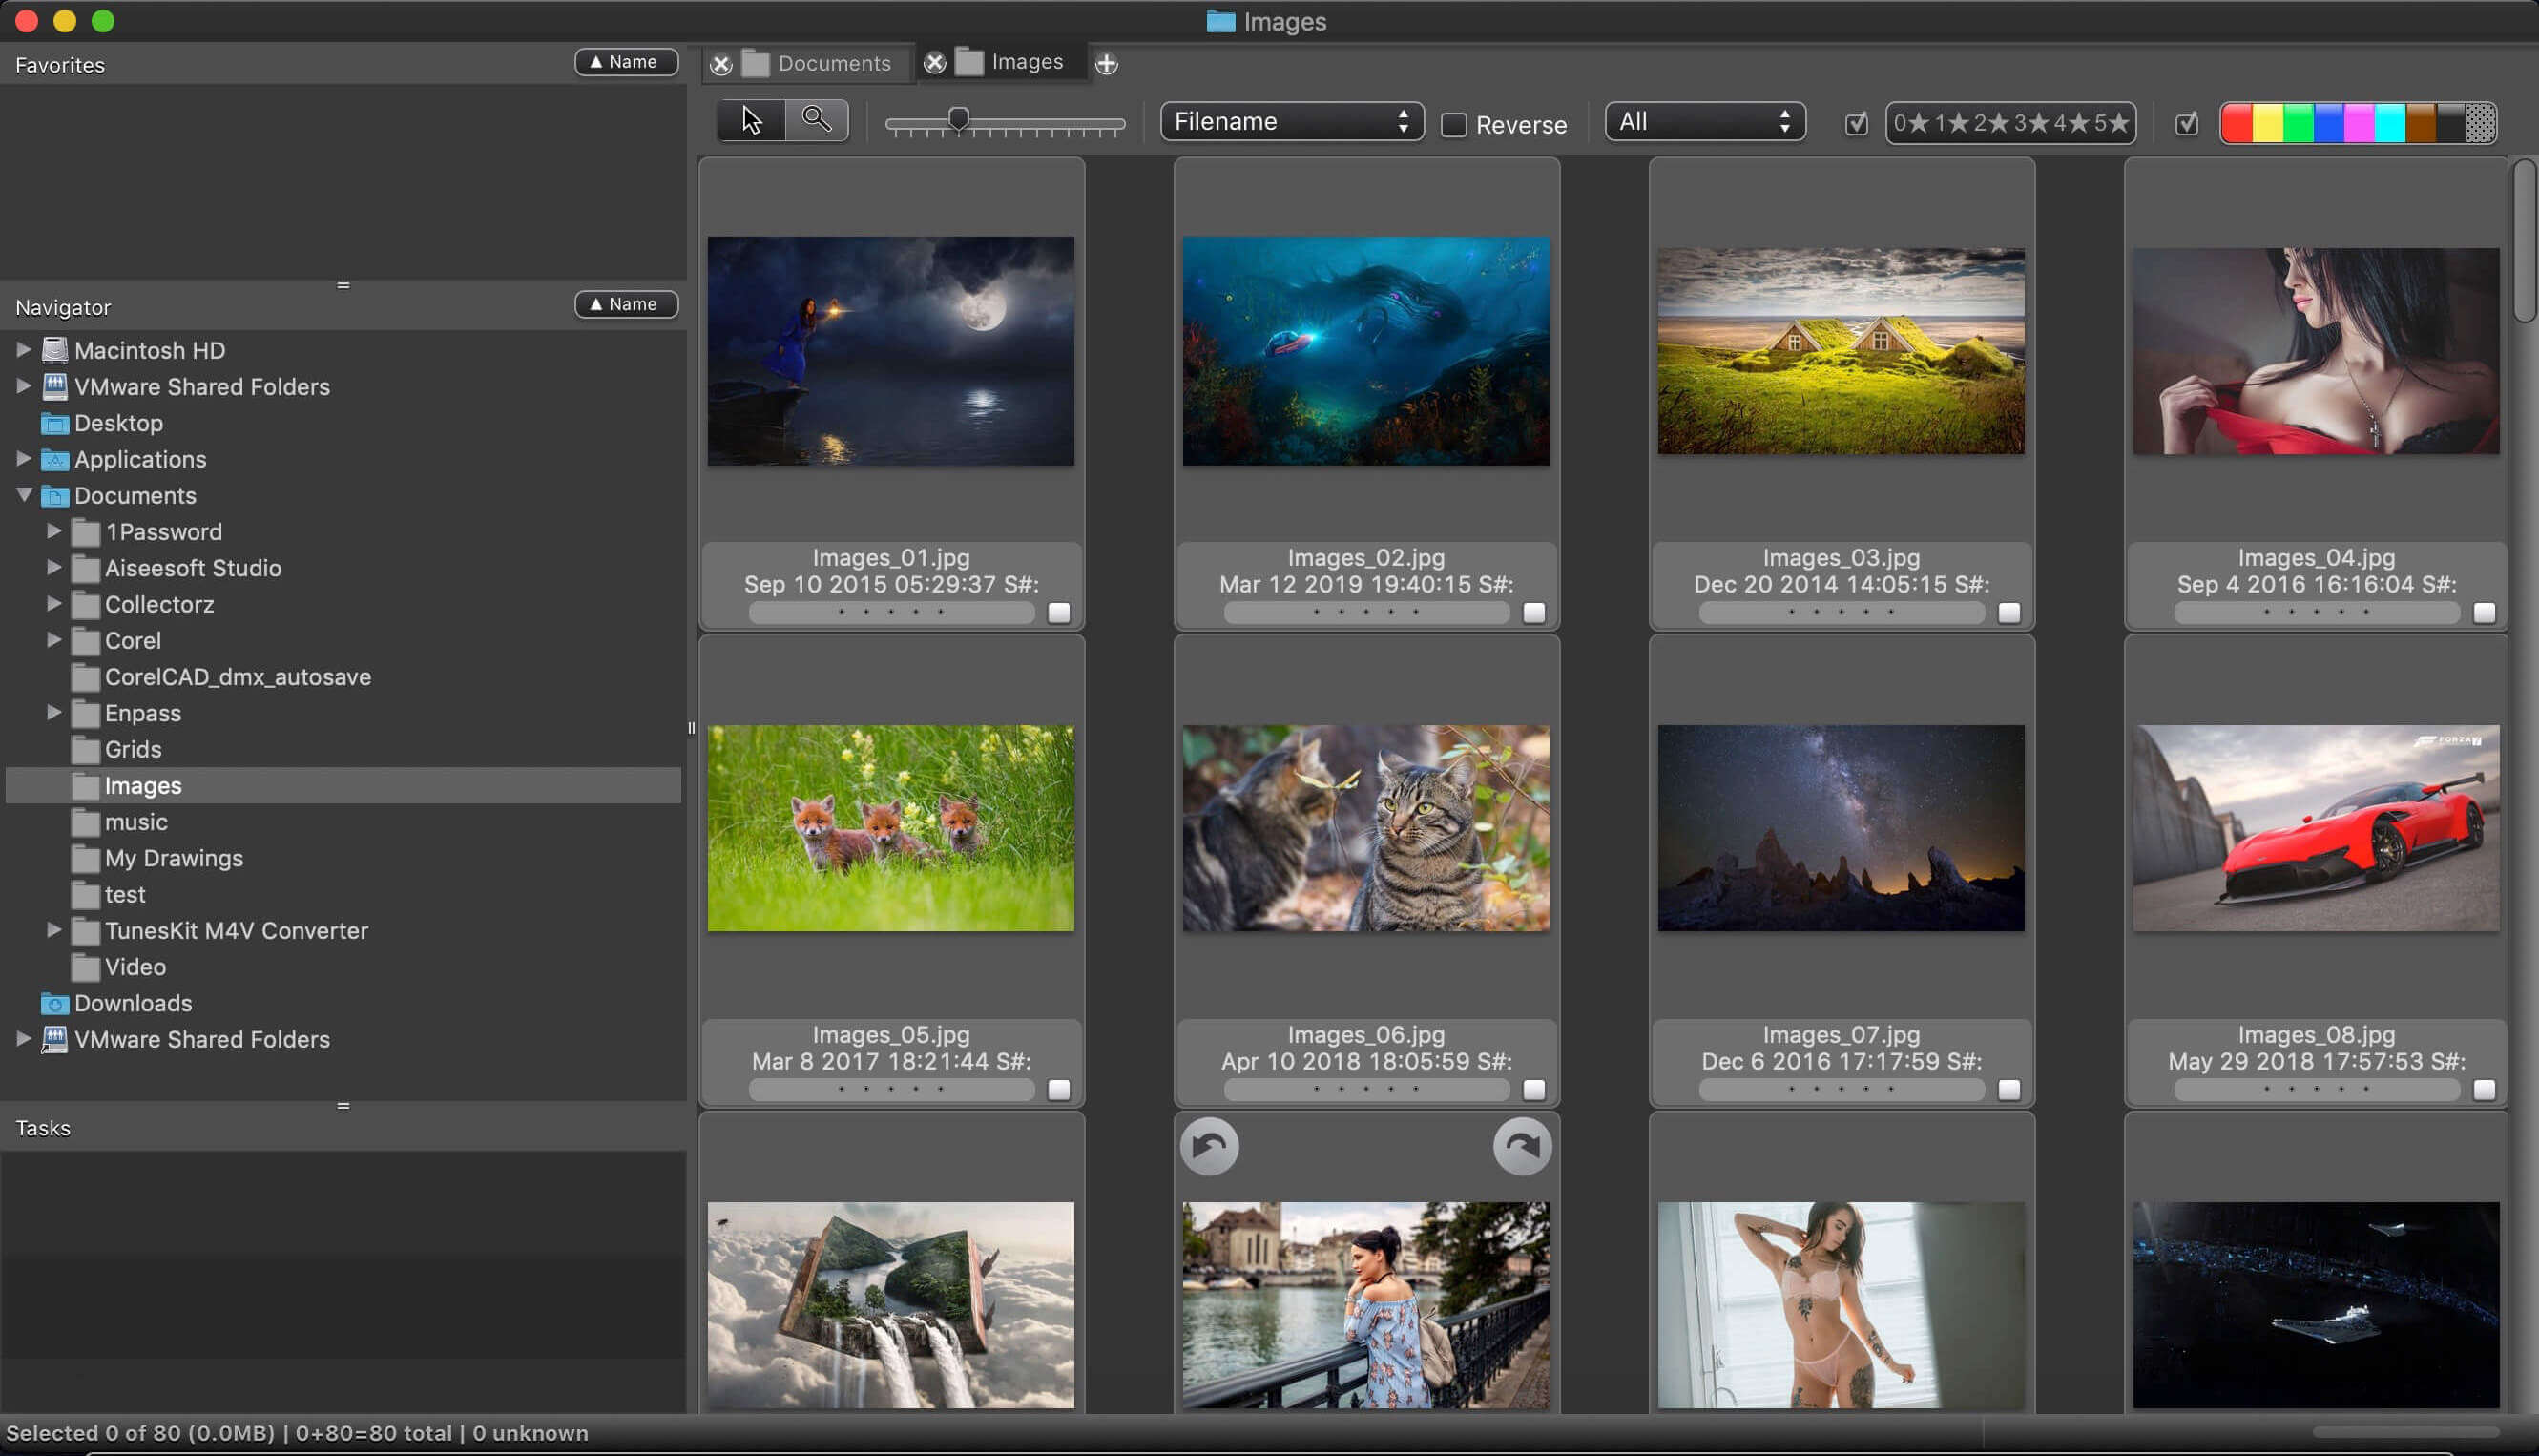 Images
Favorites
▲ Name
Documents
Images
Filename
Reverse
All
0★1★2★3★4★5★
Navigator
▲ Name
Macintosh HD
VMware Shared Folders
Desktop
Applications
Documents
1Password
Aiseesoft Studio
Collectorz
Corel
CorelCAD_dmx_autosave
Enpass
Grids
Images
music
My Drawings
test
TunesKit M4V Converter
Video
Downloads
VMware Shared Folders
Tasks
Images_01.jpg
Sep 10 2015 05:29:37 S#:
Images_02.jpg
Mar 12 2019 19:40:15 S#:
Images_03.jpg
Dec 20 2014 14:05:15 S#:
Images_04.jpg
Sep 4 2016 16:16:04 S#:
FORZA 7
Images_05.jpg
Mar 8 2017 18:21:44 S#:
Images_06.jpg
Apr 10 2018 18:05:59 S#:
Images_07.jpg
Dec 6 2016 17:17:59 S#:
Images_08.jpg
May 29 2018 17:57:53 S#:
Selected 0 of 80 (0.0MB) | 0+80=80 total | 0 unknown